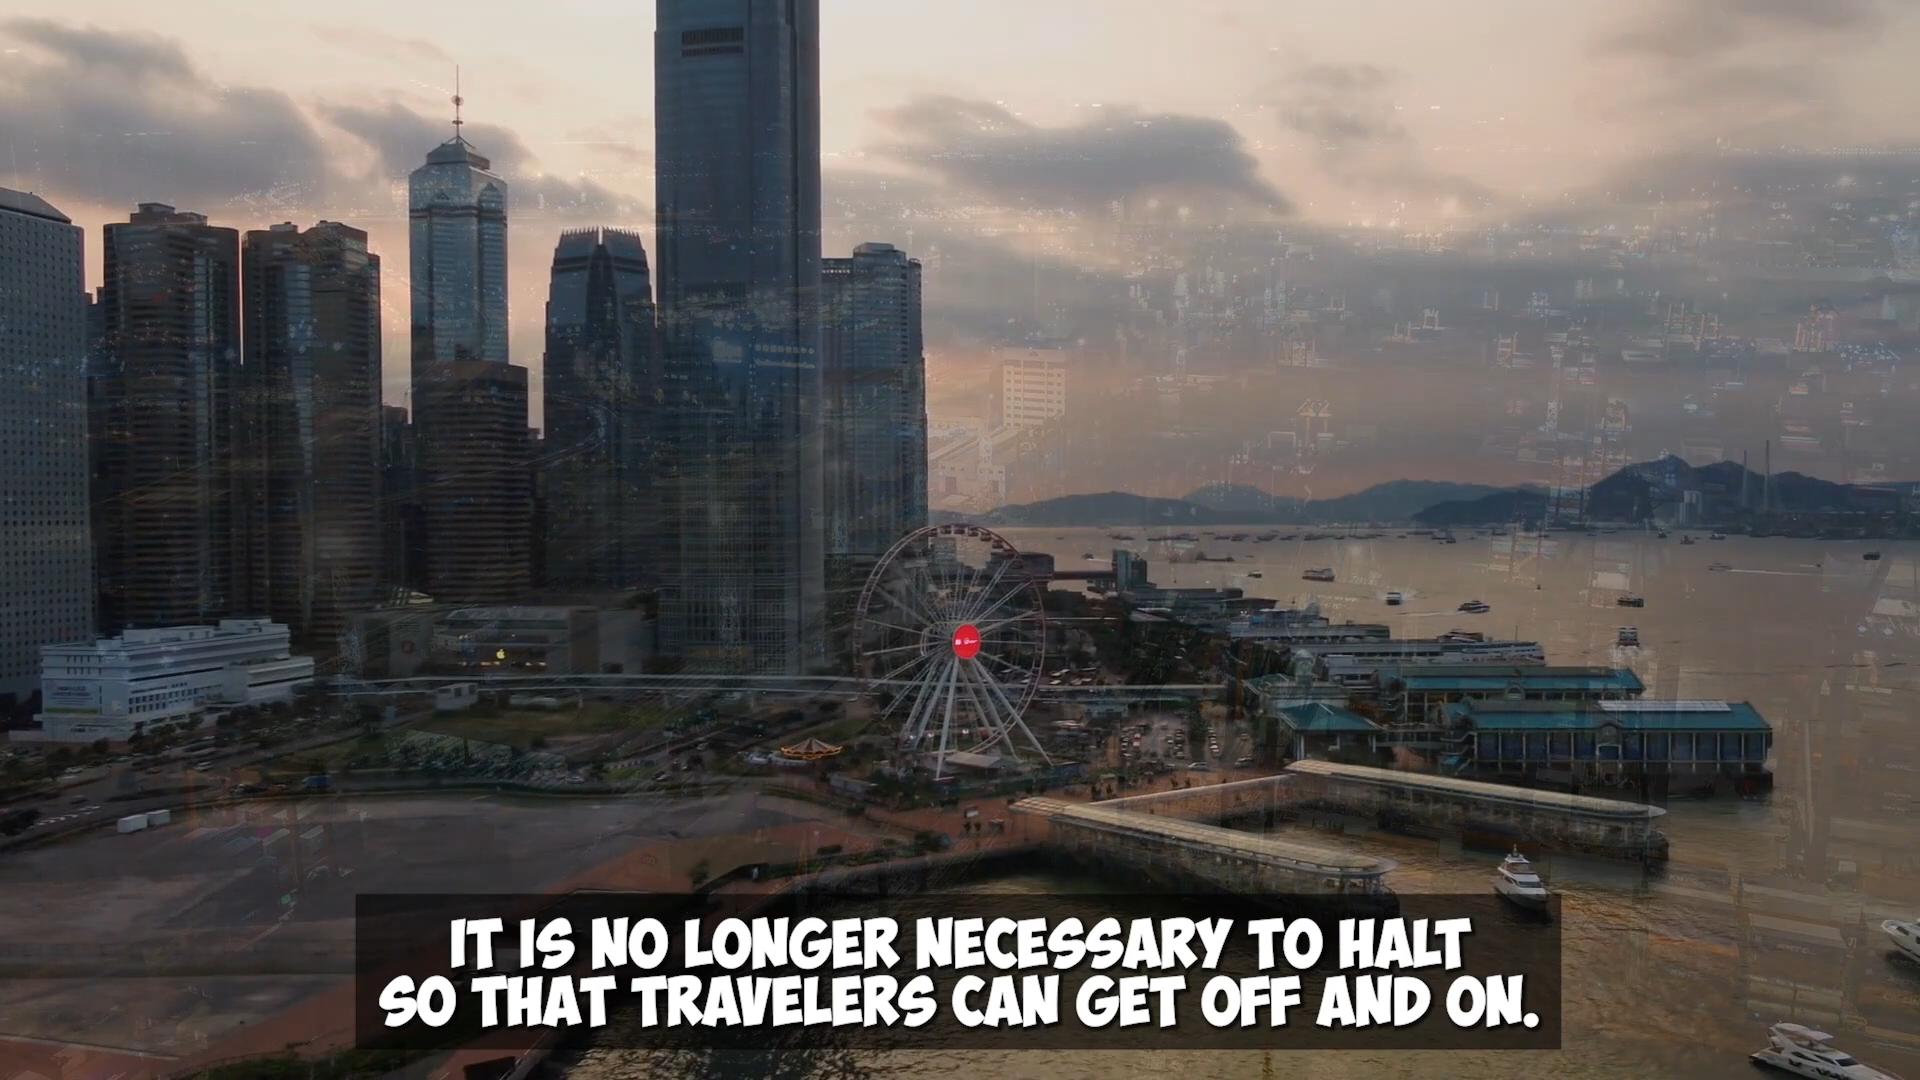 IT IS NO LONGER NECESSARY TO HALT
SO THAT TRAVELERS CAN GET OFF AND ON.